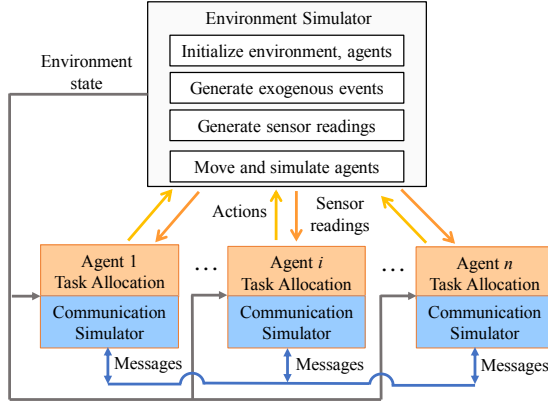 Environment Simulator
Initialize environment, agents
Generate exogenous events
Generate sensor readings
Move and simulate agents
Environment
state
Actions
Sensor
readings
Agent 1
Task Allocation
Communication
Simulator
...
Agent i
Task Allocation
Communication
Simulator
...
Agent n
Task Allocation
Communication
Simulator
Messages
Messages
Messages